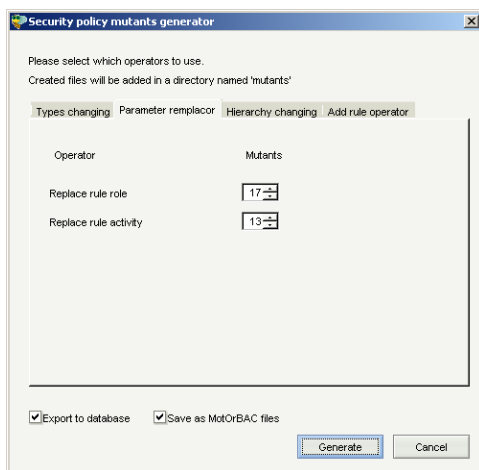 Security policy mutants generator
Please select which operators to use.
Created files will be added in a directory named 'mutants'
Types changing Parameter remplacor Hierarchy changing Add rule operator
Operator Mutants
Replace rule role 17
Replace rule activity 13
Export to database Save as MotOrBAC files
Generate Cancel